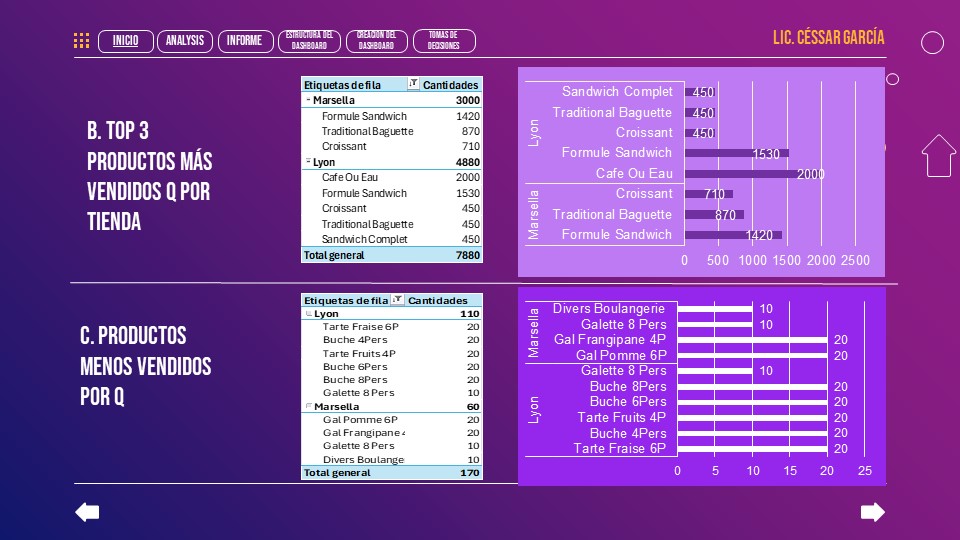 INICIO
ANALYSIS
INFORME
ESTRUCTURA DEL
DASHBOARD
CREACION DEL
DASHBOARD
TOMAS DE
DECISIONES
LIC. CÉSSAR GARCÍA
B. TOP 3
PRODUCTOS MÁS
VENDIDOS Q POR
TIENDA
Etiquetas de fila Cantidades
Marsella 3000
Formule Sandwich 1420
Traditional Baguette 870
Croissant 710
Lyon 4880
Cafe Ou Eau 2000
Formule Sandwich 1530
Croissant 450
Traditional Baguette 450
Sandwich Complet 450
Total general 7880
Lyon
Sandwich Complet 450
Traditional Baguette 450
Croissant 450
Formule Sandwich 1530
Cafe Ou Eau 2000
Marsella
Croissant 710
Traditional Baguette 870
Formule Sandwich 1420
0 500 1000 1500 2000 2500
C. PRODUCTOS
MENOS VENDIDOS
POR Q
Etiquetas de fila Cantidades
Lyon 110
Tarte Fraise 6P 20
Buche 4Pers 20
Tarte Fruits 4P 20
Buche 6Pers 20
Buche 8Pers 20
Galette 8 Pers 10
Marsella 60
Gal Pomme 6P 20
Gal Frangipane 4 20
Galette 8 Pers 10
Divers Boulange 10
Total general 170
Marsella
Divers Boulangerie 10
Galette 8 Pers 10
Gal Frangipane 4P 20
Gal Pomme 6P 20
Lyon
Galette 8 Pers 10
Buche 8Pers 20
Buche 6Pers 20
Tarte Fruits 4P 20
Buche 4Pers 20
Tarte Fraise 6P 20
0 5 10 15 20 25